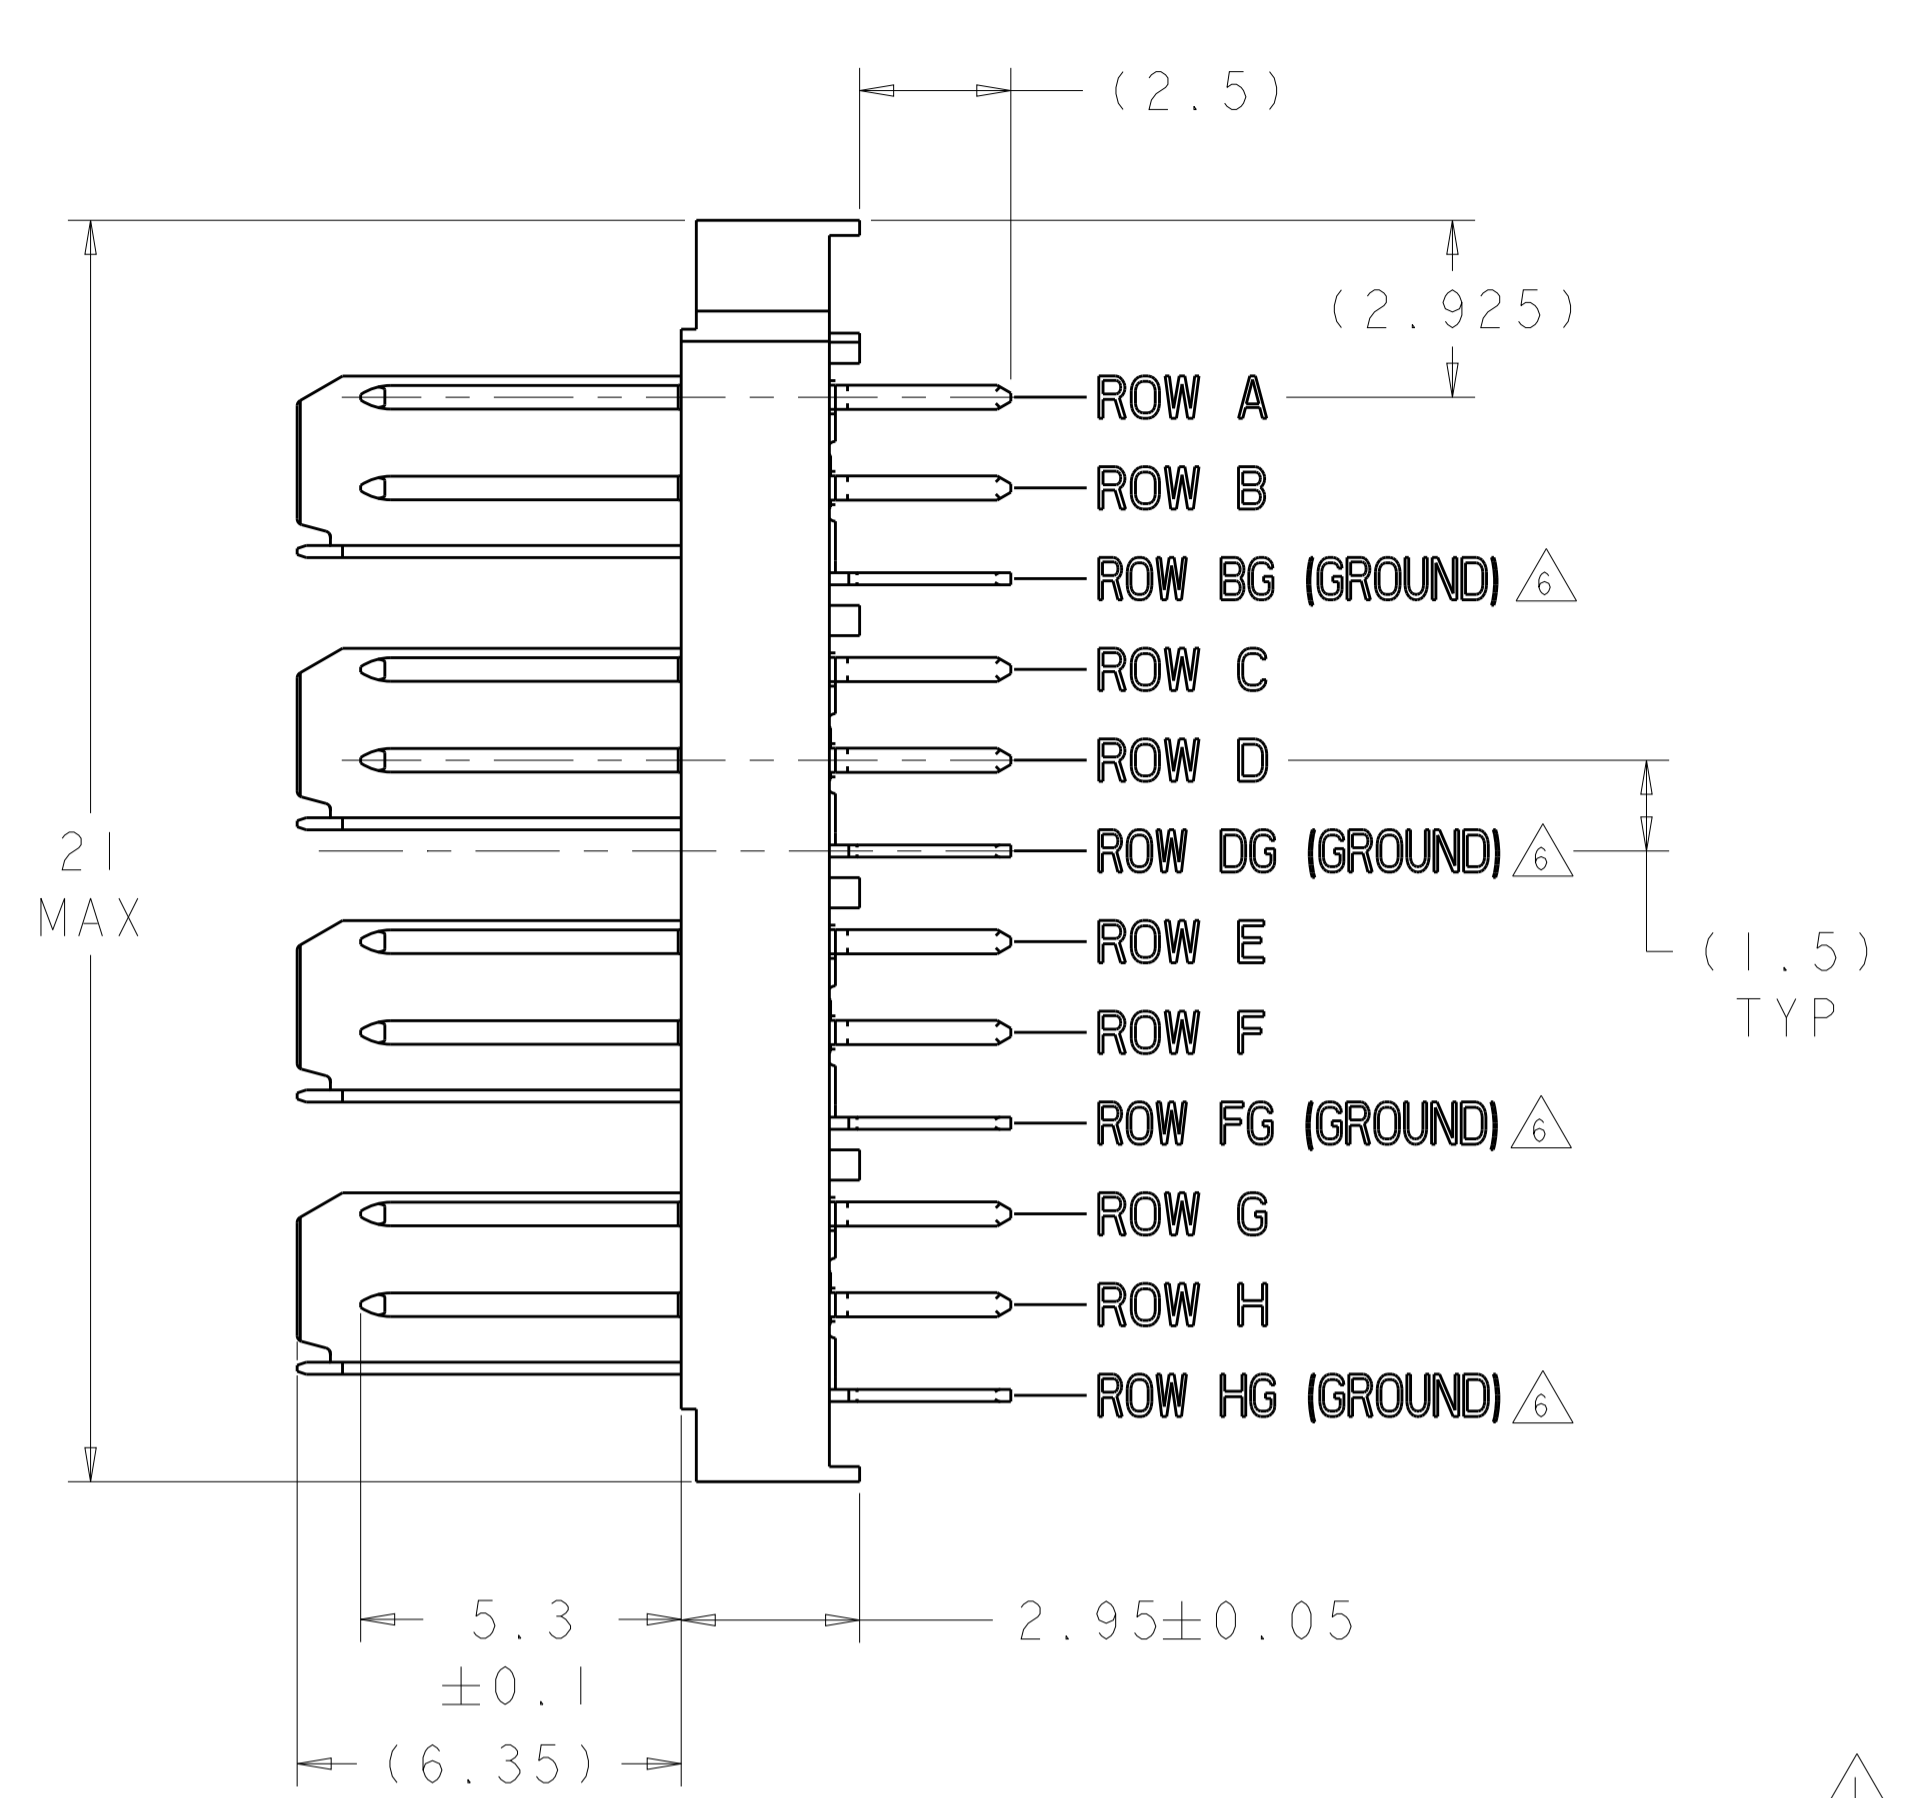 (2.5)
(2.925)
ROW A
ROW B
ROW BG (GROUND) 6
ROW C
ROW D
ROW DG (GROUND) 6
21
MAX
ROW E
(1.5)
TYP
ROW F
ROW FG (GROUND) 6
ROW G
ROW H
ROW HG (GROUND) 6
5.3
±0.1
2.95±0.05
(6.35)
1